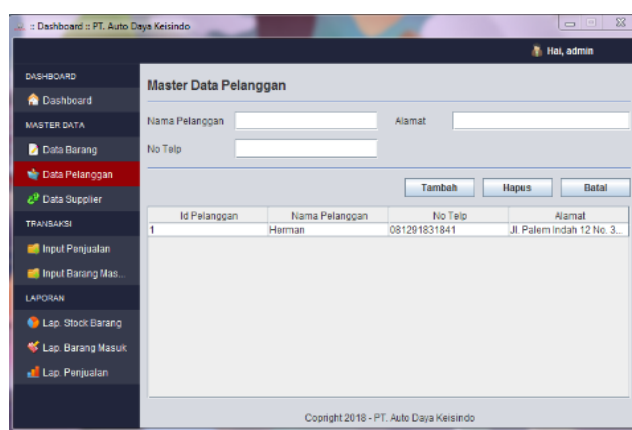 :: Dashboard :: PT. Auto Daya Keisindo
Hai, admin
DASHBOARD
Dashboard
MASTER DATA
Data Barang
Data Pelanggan
Data Supplier
TRANSAKSI
Input Penjualan
Input Barang Mas...
LAPORAN
Lap. Stock Barang
Lap. Barang Masuk
Lap. Penjualan
Master Data Pelanggan
Nama Pelanggan Alamat
No Telp
Tambah Hapus Batal
Id Pelanggan Nama Pelanggan No Telp Alamat
1 Herman 081291831841 Jl. Palem Indah 12 No. 3...
Copright 2018 - PT. Auto Daya Keisindo